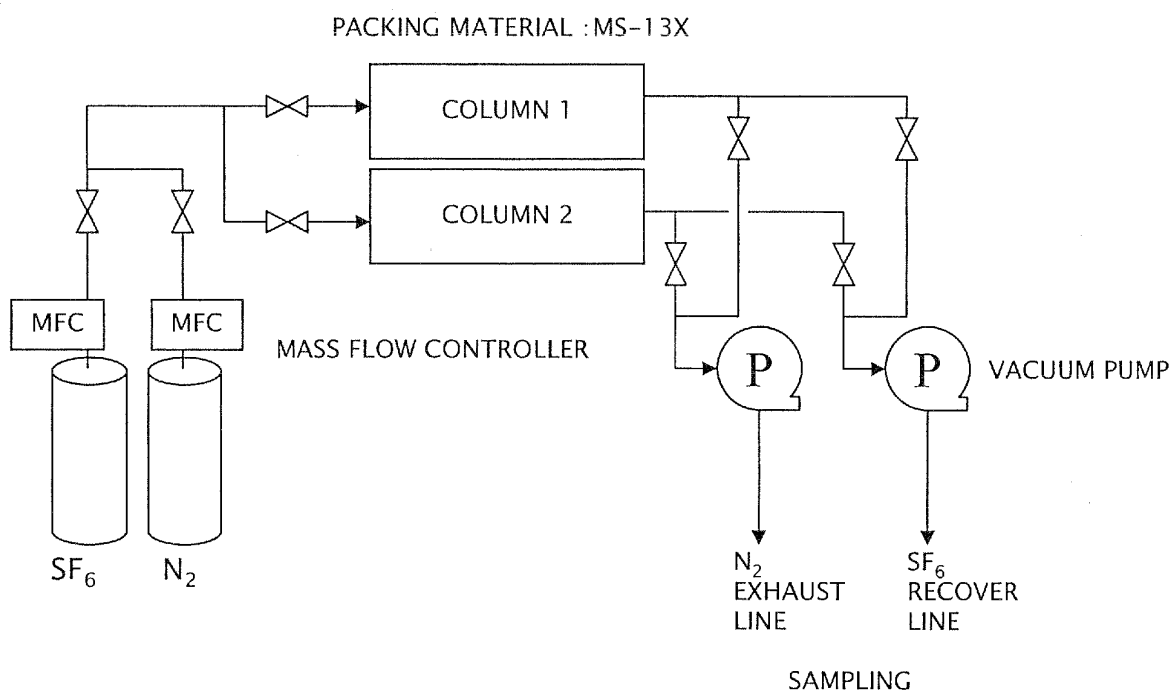 PACKING MATERIAL : MS-13X
COLUMN 1
COLUMN 2
MFC
MFC
MASS FLOW CONTROLLER
P
P
VACUUM PUMP
SF₆
N₂
N₂
EXHAUST
LINE
SF₆
RECOVER
LINE
SAMPLING